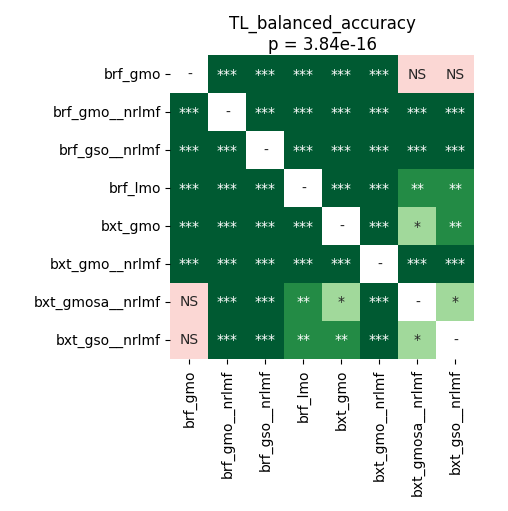 TL_balanced_accuracy
p = 3.84e-16
brf_gmo - *** *** *** *** *** NS NS
brf_gmo__nrlmf *** - *** *** *** *** *** ***
brf_gso__nrlmf *** *** - *** *** *** *** ***
brf_lmo *** *** *** - *** *** ** **
bxt_gmo *** *** *** *** - *** * **
bxt_gmo__nrlmf *** *** *** *** *** - *** ***
bxt_gmosa__nrlmf NS *** *** ** * *** - *
bxt_gso__nrlmf NS *** *** ** ** *** * -
brf_gmo
brf_gmo__nrlmf
brf_gso__nrlmf
brf_lmo
bxt_gmo
bxt_gmo__nrlmf
bxt_gmosa__nrlmf
bxt_gso__nrlmf